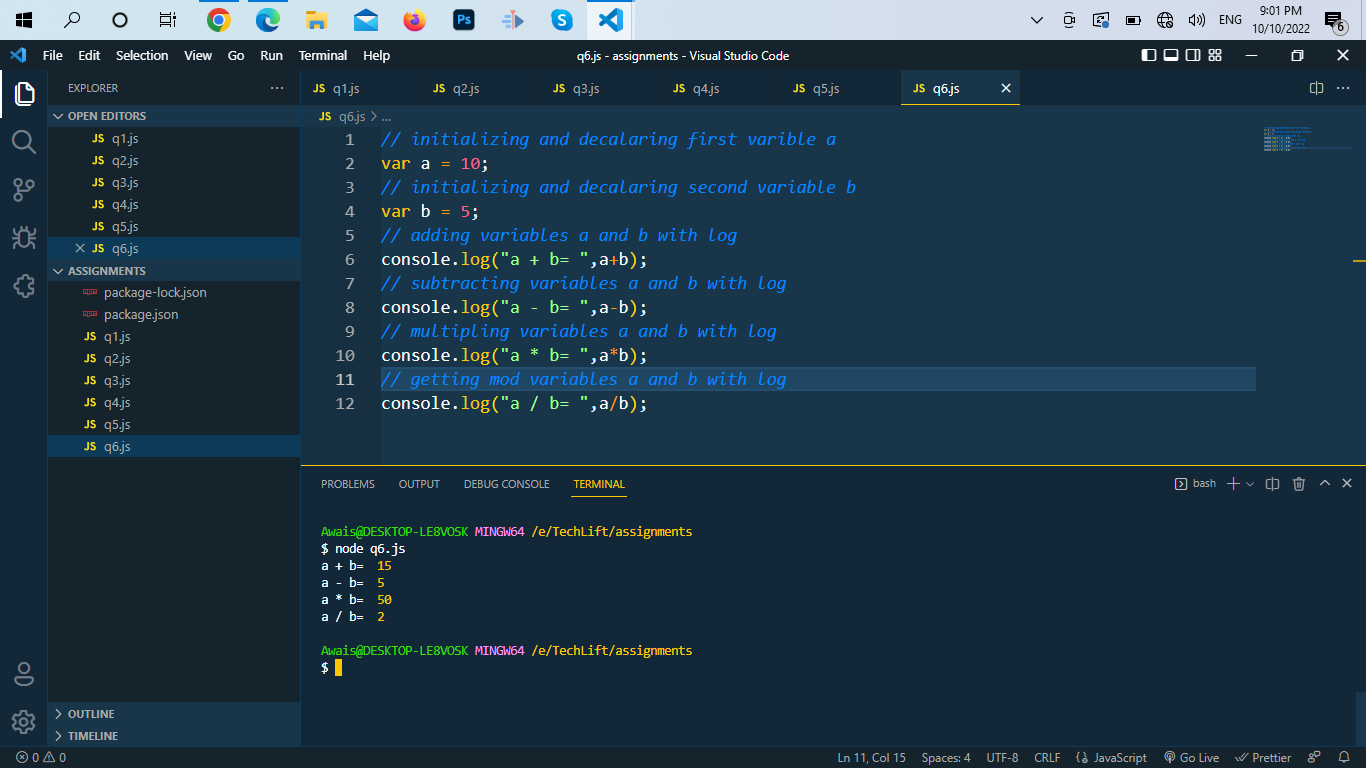 Ps
S
ENG
9:01 PM
10/10/2022
6
File Edit Selection View Go Run Terminal Help
q6.js - assignments - Visual Studio Code
EXPLORER
OPEN EDITORS
JS q1.js
JS q2.js
JS q3.js
JS q4.js
JS q5.js
JS q6.js
ASSIGNMENTS
package-lock.json
package.json
JS q1.js
JS q2.js
JS q3.js
JS q4.js
JS q5.js
JS q6.js
OUTLINE
TIMELINE
JS q1.js JS q2.js JS q3.js JS q4.js JS q5.js JS q6.js
JS q6.js > ...
1 // initializing and decalaring first varible a
2 var a = 10;
3 // initializing and decalaring second variable b
4 var b = 5;
5 // adding variables a and b with log
6 console.log("a + b= ",a+b);
7 // subtracting variables a and b with log
8 console.log("a - b= ",a-b);
9 // multipling variables a and b with log
10 console.log("a * b= ",a*b);
11 // getting mod variables a and b with log
12 console.log("a / b= ",a/b);
PROBLEMS OUTPUT DEBUG CONSOLE TERMINAL
bash
Awais@DESKTOP-LE8VOSK MINGW64 /e/TechLift/assignments
$ node q6.js
a + b=  15
a - b=  5
a * b=  50
a / b=  2
Awais@DESKTOP-LE8VOSK MINGW64 /e/TechLift/assignments
$
0 0
Ln 11, Col 15 Spaces: 4 UTF-8 CRLF {} JavaScript Go Live Prettier